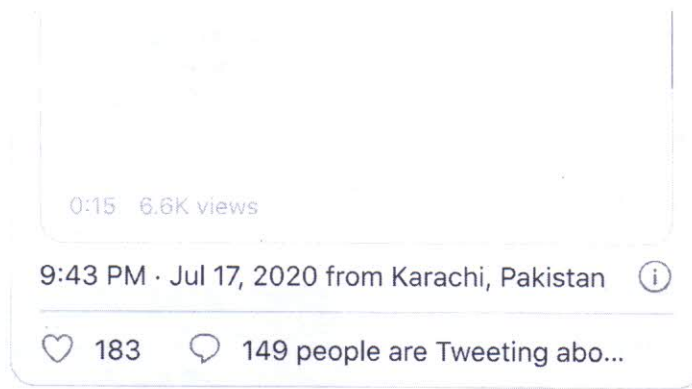 0:15 6.6K views
9:43 PM · Jul 17, 2020 from Karachi, Pakistan
183 149 people are Tweeting abo...